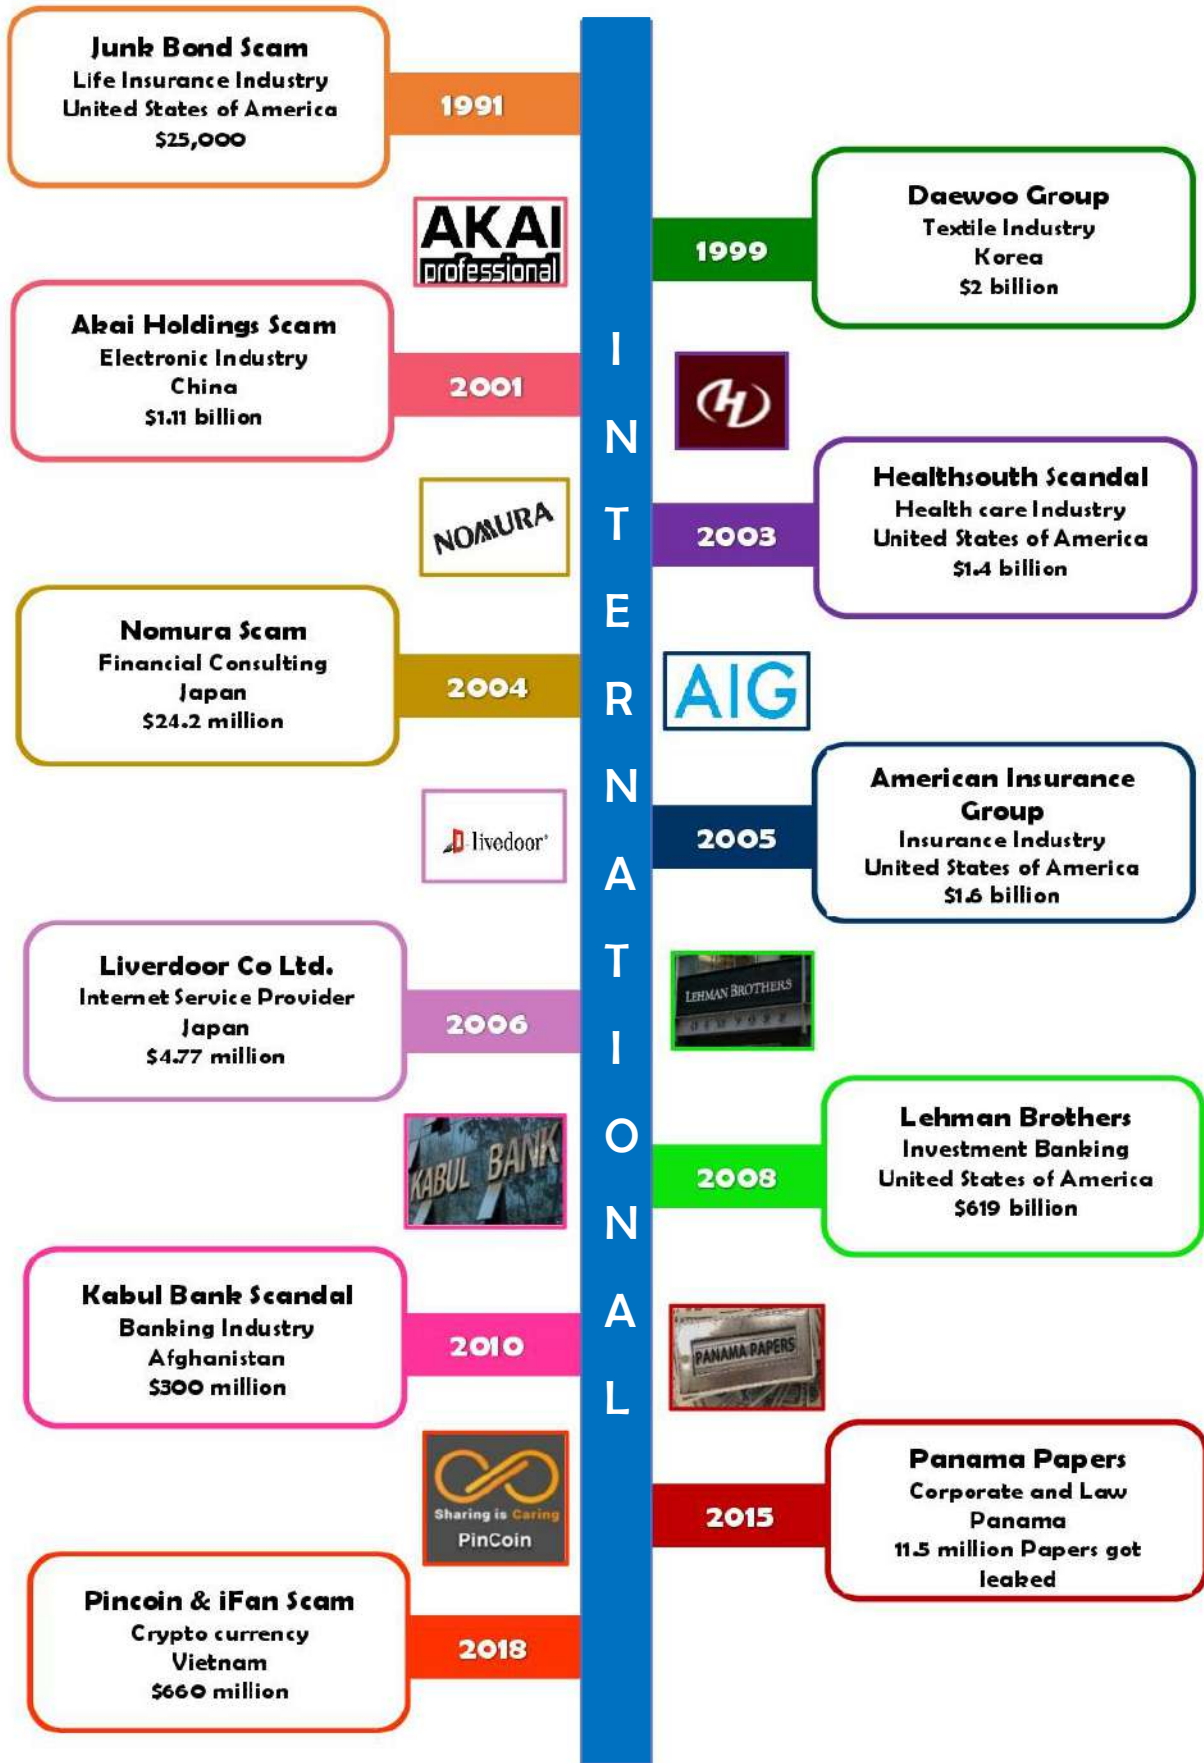 Junk Bond Scam
Life Insurance Industry
United States of America
$25,000
1991
Daewoo Group
Textile Industry
Korea
$2 billion
1999
AKAI
professional
Akai Holdings Scam
Electronic Industry
China
$1.11 billion
2001
Healthsouth Scandal
Health care Industry
United States of America
$1.4 billion
2003
NOMURA
Nomura Scam
Financial Consulting
Japan
$24.2 million
2004
AIG
American Insurance
Group
Insurance Industry
United States of America
$1.6 billion
2005
livedoor
Liverdoor Co Ltd.
Internet Service Provider
Japan
$4.77 million
2006
LEHMAN BROTHERS
Lehman Brothers
Investment Banking
United States of America
$619 billion
2008
KABUL BANK
Kabul Bank Scandal
Banking Industry
Afghanistan
$300 million
2010
PANAMA PAPERS
Panama Papers
Corporate and Law
Panama
11.5 million Papers got
leaked
2015
Sharing is Caring
PinCoin
Pincoin & iFan Scam
Crypto currency
Vietnam
$660 million
2018
INTERNATIONAL